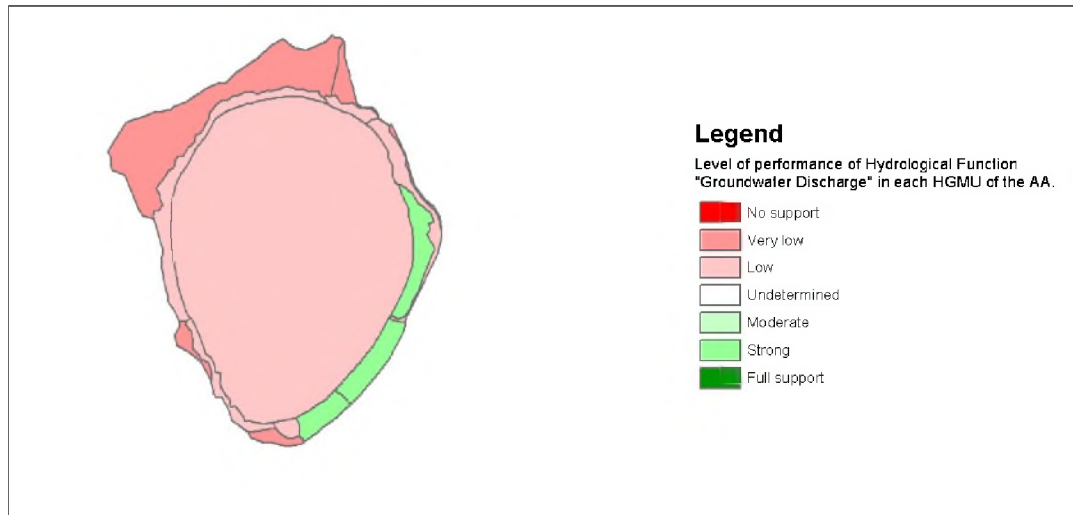 Legend
Level of performance of Hydrological Function
"Groundwater Discharge" in each HGMU of the AA.
No support
Very low
Low
Undetermined
Moderate
Strong
Full support